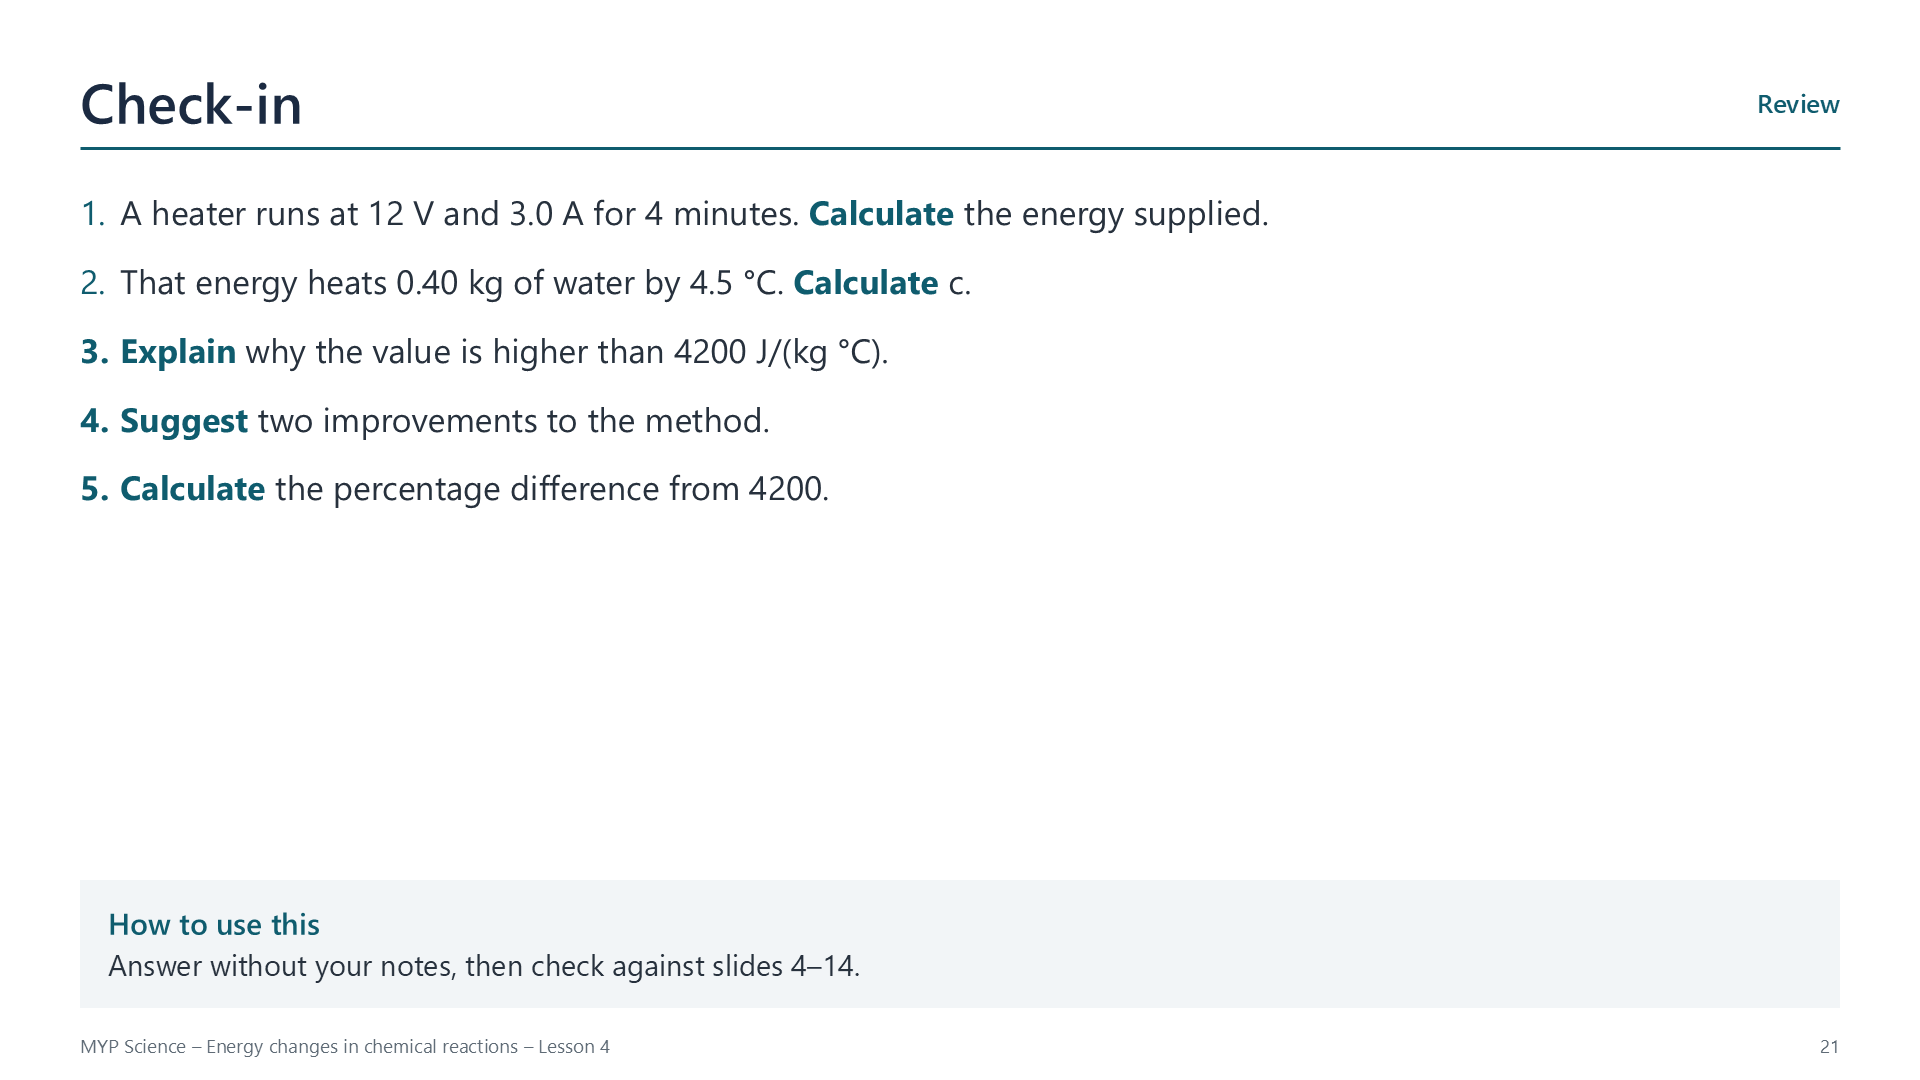 Check-in
Review
1. A heater runs at 12 V and 3.0 A for 4 minutes. Calculate the energy supplied.
2. That energy heats 0.40 kg of water by 4.5 °C. Calculate c.
3. Explain why the value is higher than 4200 J/(kg °C).
4. Suggest two improvements to the method.
5. Calculate the percentage difference from 4200.
How to use this
Answer without your notes, then check against slides 4–14.
MYP Science – Energy changes in chemical reactions – Lesson 4
21